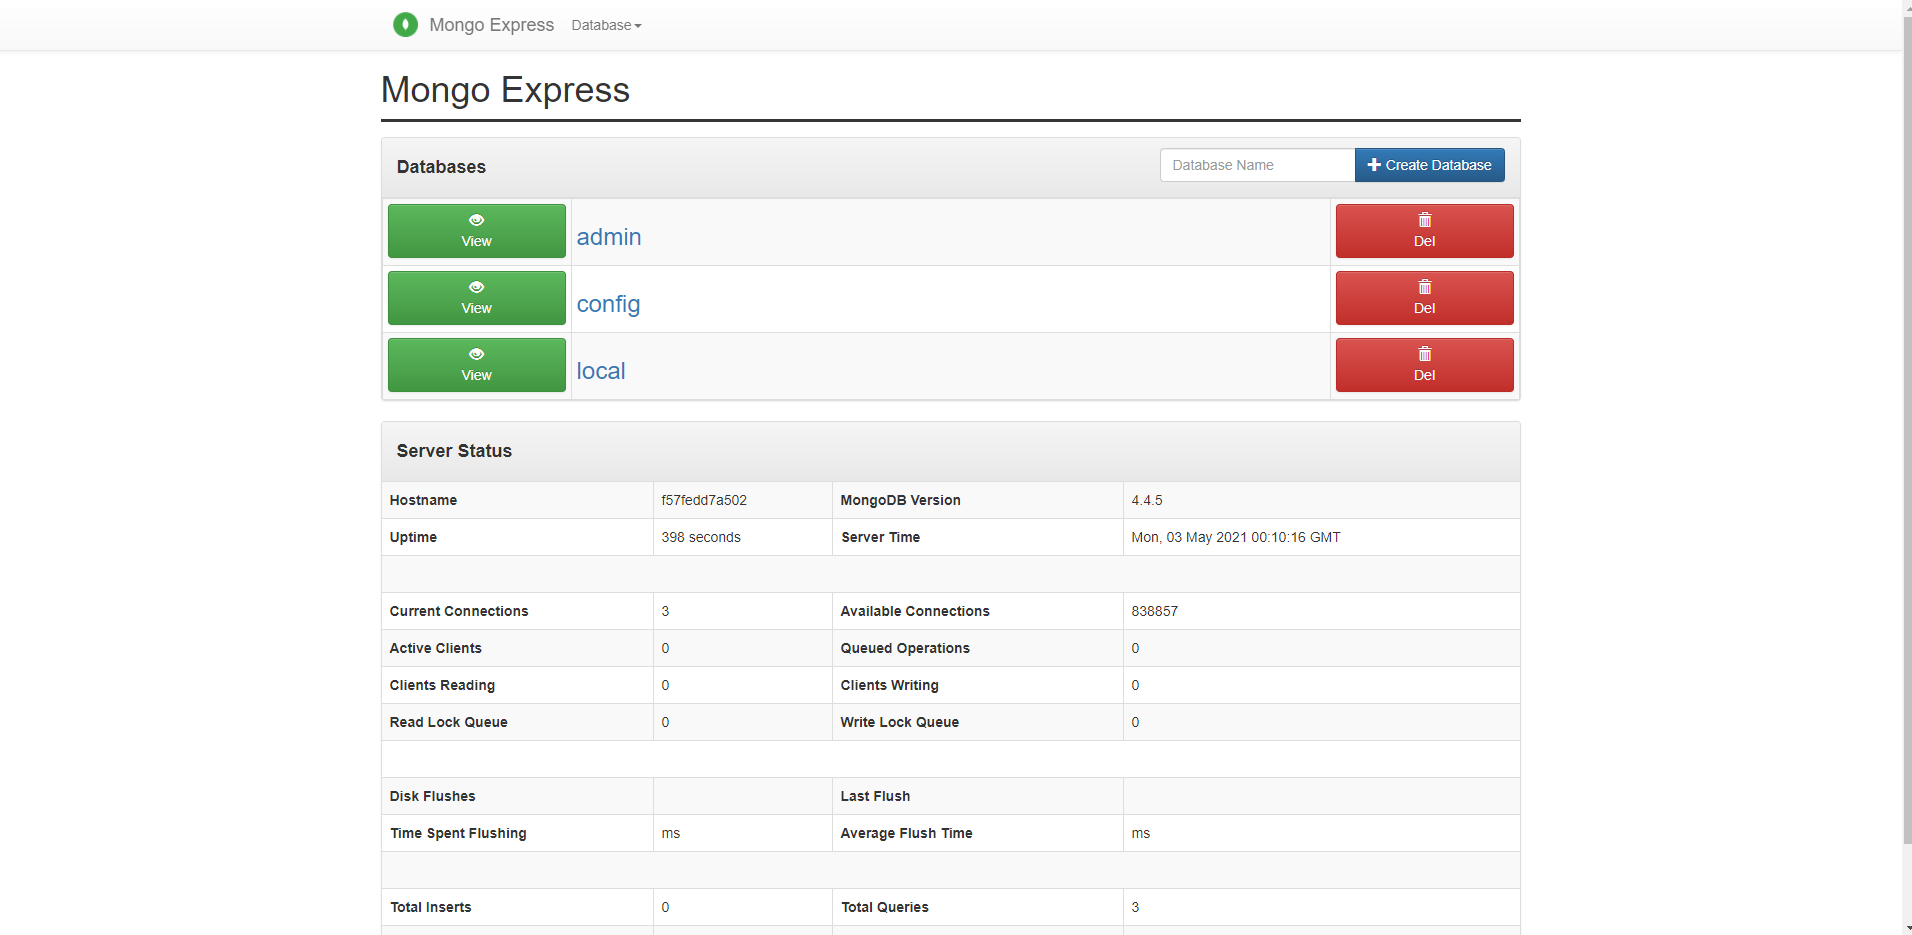 Mongo Express Database
Mongo Express
Databases Database Name Create Database
View admin Del
View config Del
View local Del
Server Status
Hostname f57fedd7a502 MongoDB Version 4.4.5
Uptime 398 seconds Server Time Mon, 03 May 2021 00:10:16 GMT
Current Connections 3 Available Connections 838857
Active Clients 0 Queued Operations 0
Clients Reading 0 Clients Writing 0
Read Lock Queue 0 Write Lock Queue 0
Disk Flushes Last Flush
Time Spent Flushing ms Average Flush Time ms
Total Inserts 0 Total Queries 3